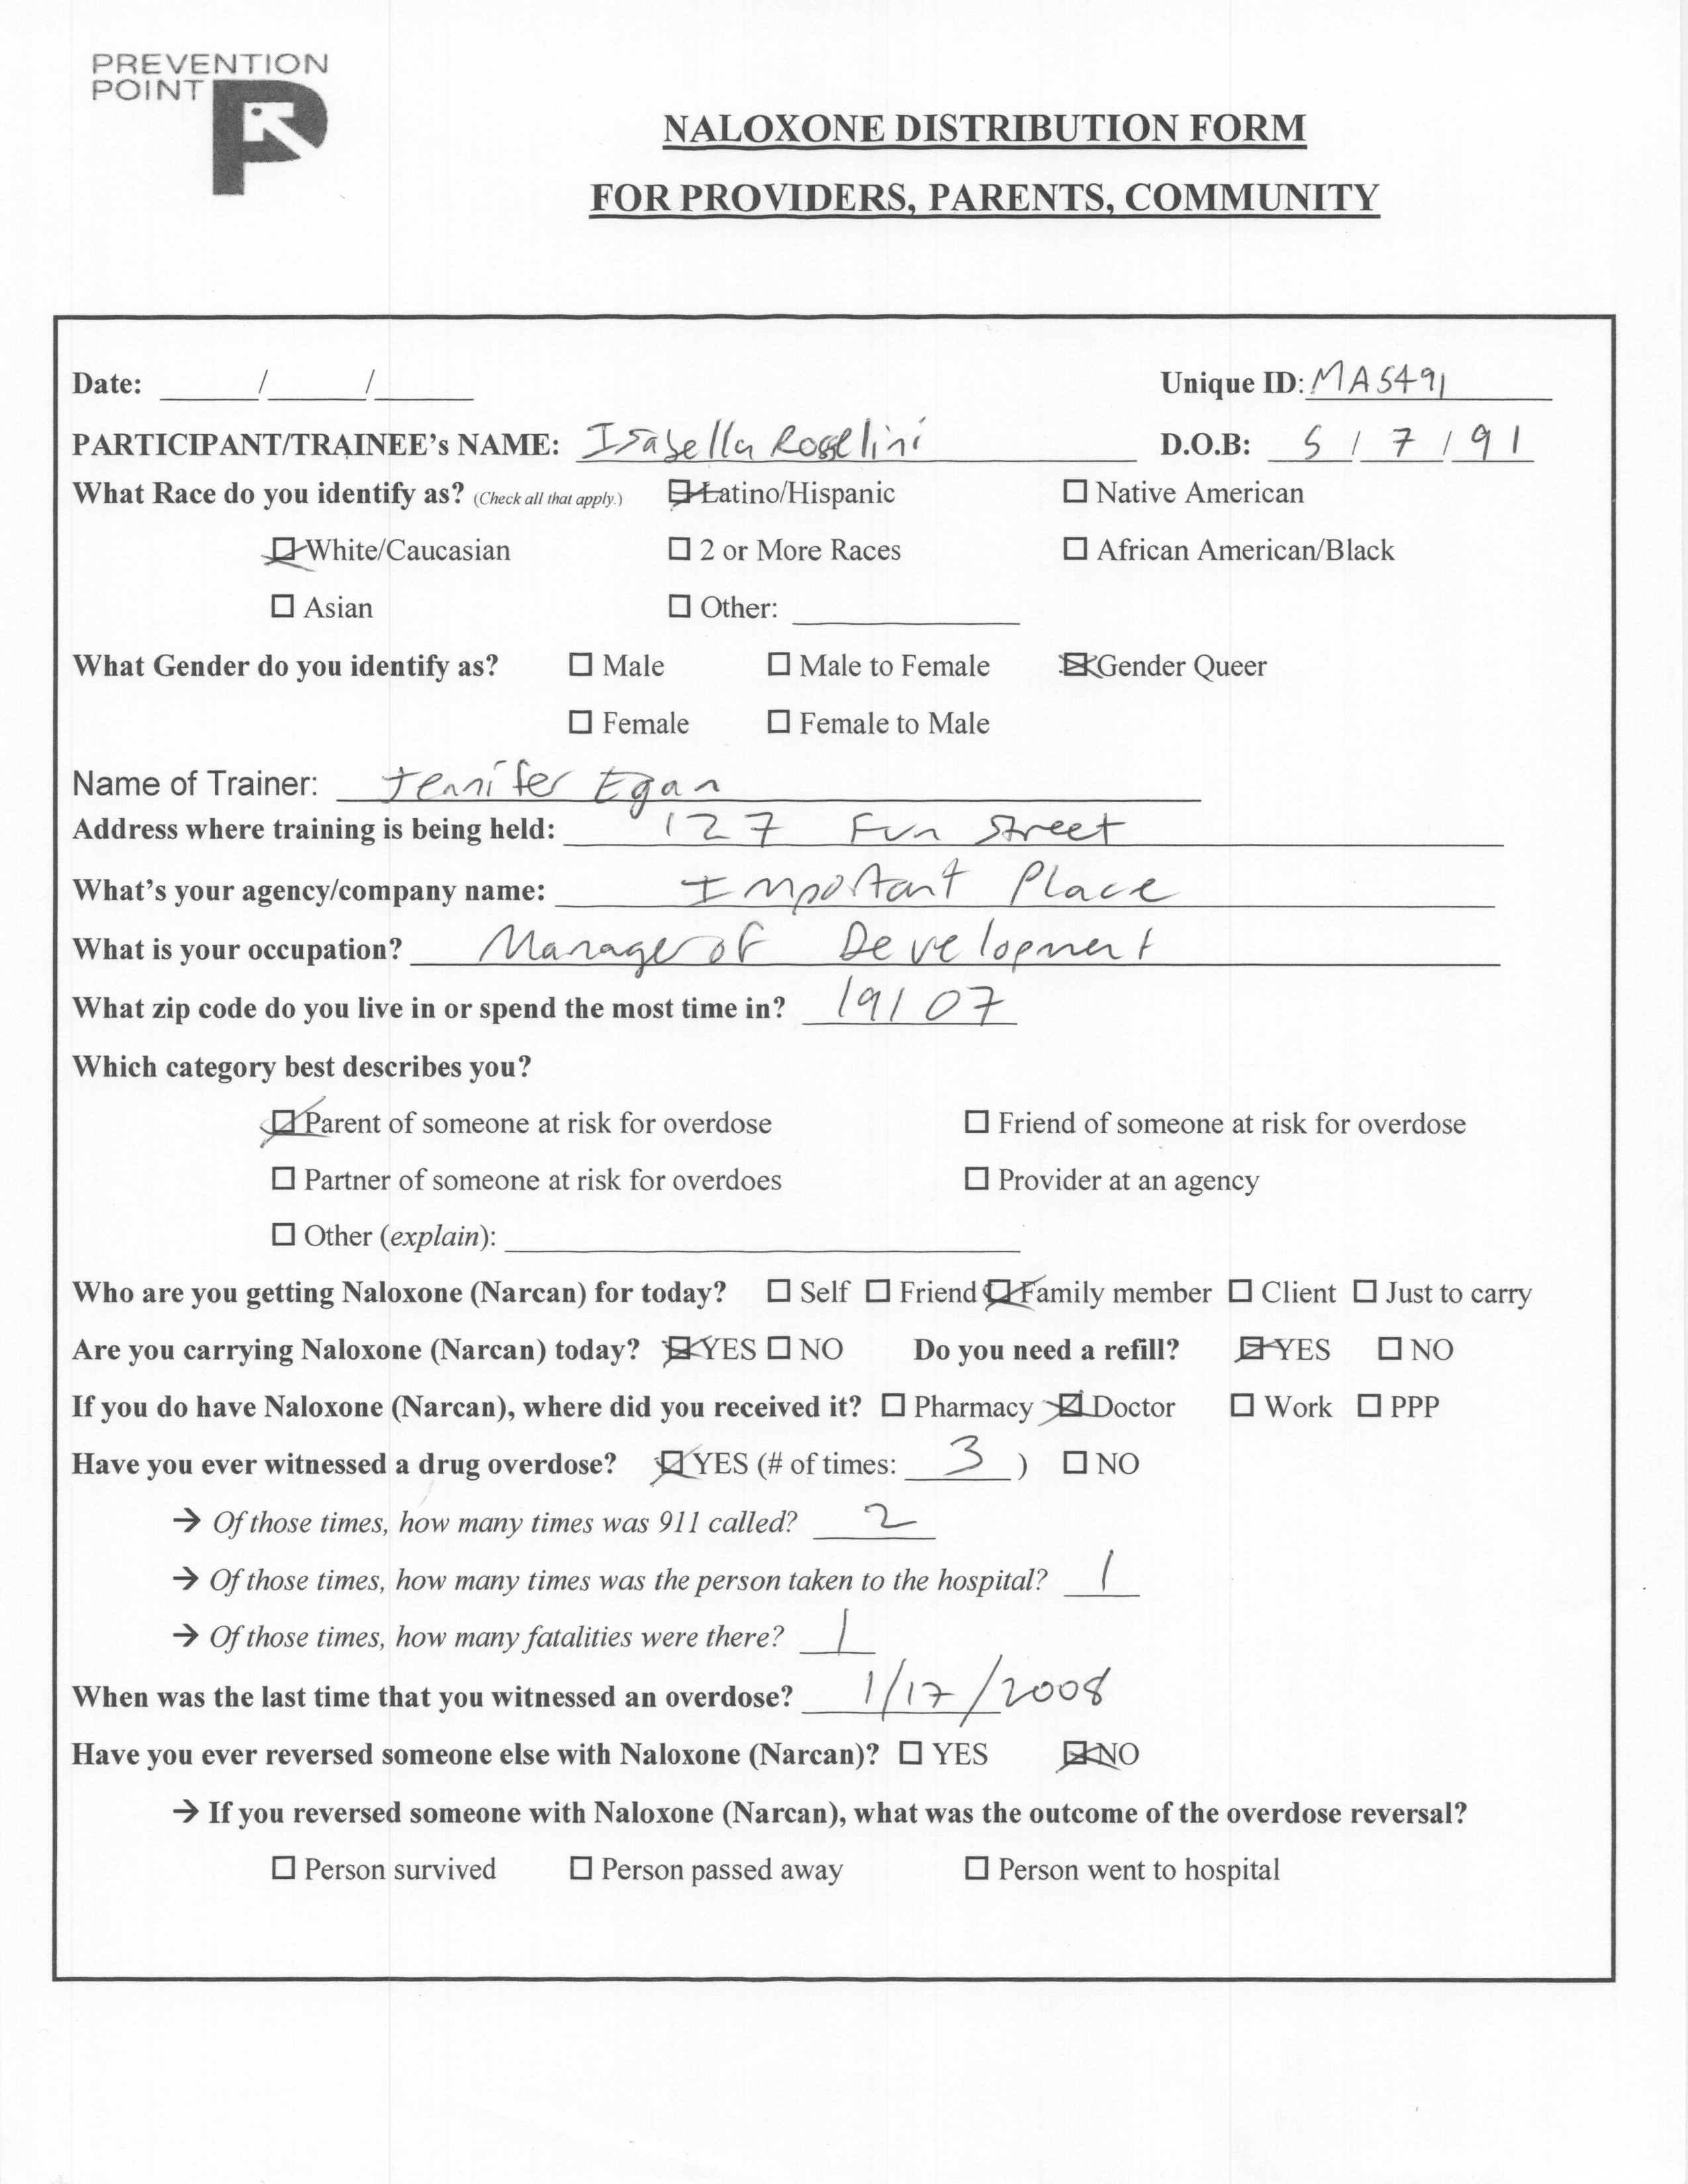 PREVENTION
POINT
NALOXONE DISTRIBUTION FORM
FOR PROVIDERS, PARENTS, COMMUNITY
Date: ______/______/______ Unique ID: MA5491
PARTICIPANT/TRAINEE's NAME: Isabella Rosselini D.O.B: 5 / 7 / 91
What Race do you identify as? (Check all that apply.) ☒ Latino/Hispanic ☐ Native American
☒ White/Caucasian ☐ 2 or More Races ☐ African American/Black
☐ Asian ☐ Other: ______
What Gender do you identify as? ☐ Male ☐ Male to Female ☒ Gender Queer
☐ Female ☐ Female to Male
Name of Trainer: Jennifer Egan
Address where training is being held: 127 Fun Street
What's your agency/company name: Important Place
What is your occupation? Manager of Development
What zip code do you live in or spend the most time in? 19107
Which category best describes you?
☒ Parent of someone at risk for overdose ☐ Friend of someone at risk for overdose
☐ Partner of someone at risk for overdoes ☐ Provider at an agency
☐ Other (explain): ______
Who are you getting Naloxone (Narcan) for today? ☐ Self ☐ Friend ☒ Family member ☐ Client ☐ Just to carry
Are you carrying Naloxone (Narcan) today? ☒ YES ☐ NO Do you need a refill? ☒ YES ☐ NO
If you do have Naloxone (Narcan), where did you received it? ☐ Pharmacy ☒ Doctor ☐ Work ☐ PPP
Have you ever witnessed a drug overdose? ☒ YES (# of times: 3 ) ☐ NO
→ Of those times, how many times was 911 called? 2
→ Of those times, how many times was the person taken to the hospital? 1
→ Of those times, how many fatalities were there? 1
When was the last time that you witnessed an overdose? 1/17/2008
Have you ever reversed someone else with Naloxone (Narcan)? ☐ YES ☒ NO
→ If you reversed someone with Naloxone (Narcan), what was the outcome of the overdose reversal?
☐ Person survived ☐ Person passed away ☐ Person went to hospital